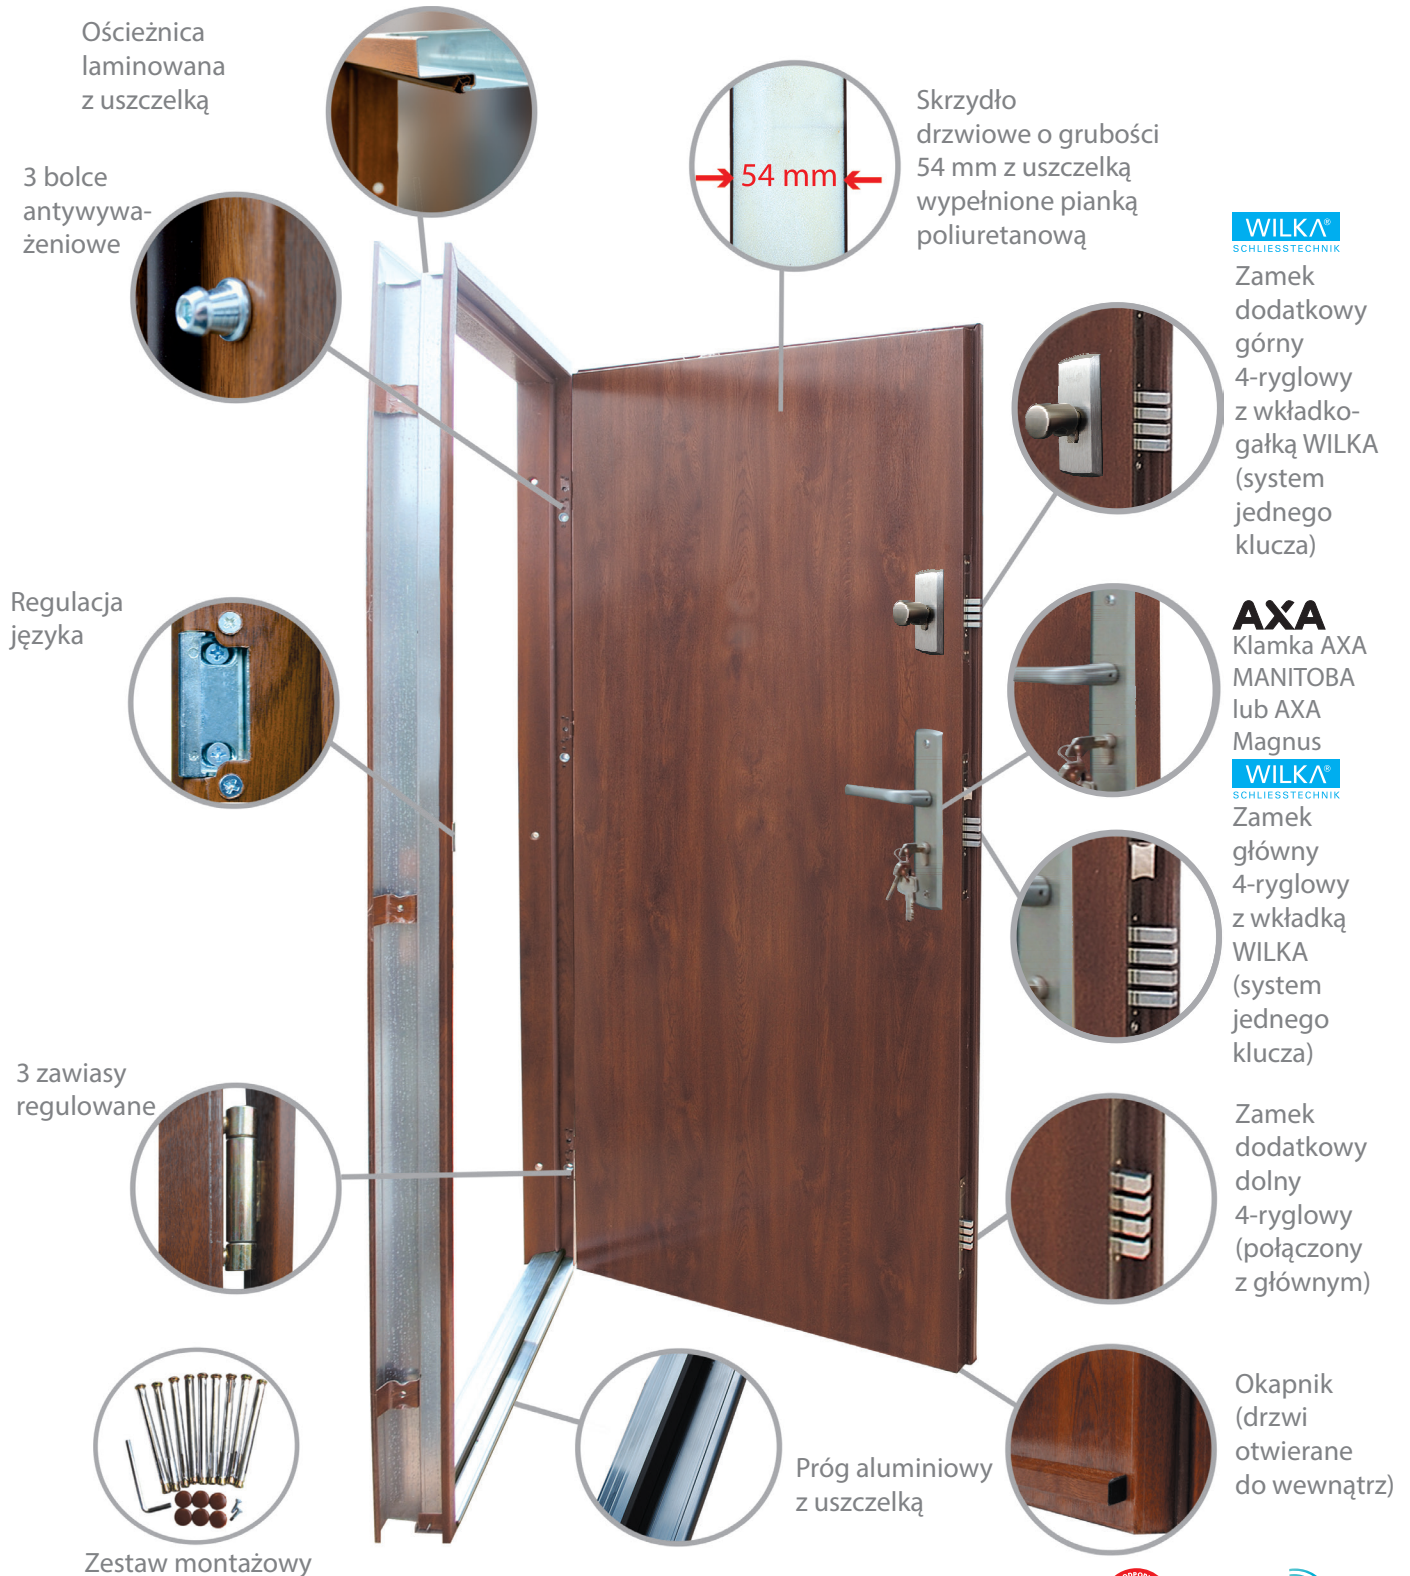 Ościeżnica
laminowana
z uszczelką
3 bolce
antywywa-
żeniowe
54 mm
Skrzydło
drzwiowe o grubości
54 mm z uszczelką
wypełnione pianką
poliuretanową
WILKA®
SCHLIESSTECHNIK
Zamek
dodatkowy
górny
4-ryglowy
z wkładko-
gałką WILKA
(system
jednego
klucza)
Regulacja
języka
AXA
Klamka AXA
MANITOBA
lub AXA
Magnus
WILKA®
SCHLIESSTECHNIK
Zamek
główny
4-ryglowy
z wkładką
WILKA
(system
jednego
klucza)
3 zawiasy
regulowane
Zamek
dodatkowy
dolny
4-ryglowy
(połączony
z głównym)
Okapnik
(drzwi
otwierane
do wewnątrz)
Próg aluminiowy
z uszczelką
Zestaw montażowy